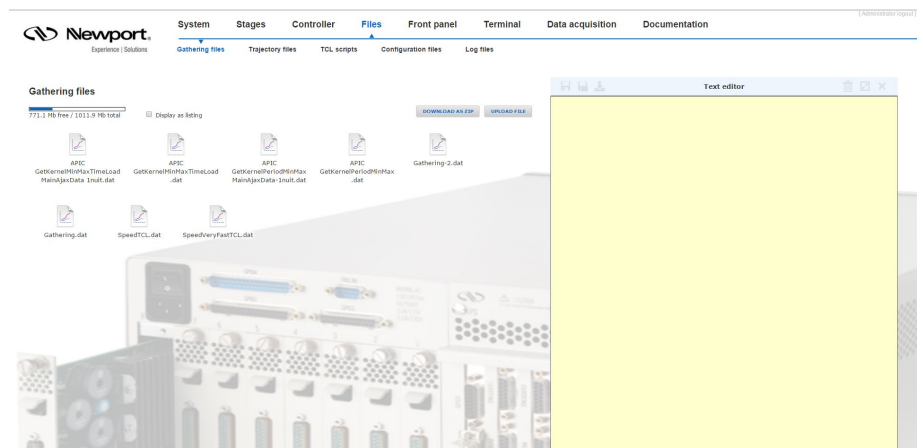 [ Administrator logout ]
Newport®
Experience | Solutions
System Stages Controller Files Front panel Terminal Data acquisition Documentation
Gathering files Trajectory files TCL scripts Configuration files Log files
Gathering files
771.1 Mb free / 1011.9 Mb total
Display as listing
DOWNLOAD AS ZIP UPLOAD FILE
Text editor
APIC
GetKernelMinMaxTimeLoad
MainAjaxData 1nuit.dat
APIC
GetKernelMinMaxTimeLoad
.dat
APIC
GetKernelPeriodMinMax
MainAjaxData-1nuit.dat
APIC
GetKernelPeriodMinMax
.dat
Gathering-2.dat
Gathering.dat
SpeedTCL.dat
SpeedVeryFastTCL.dat